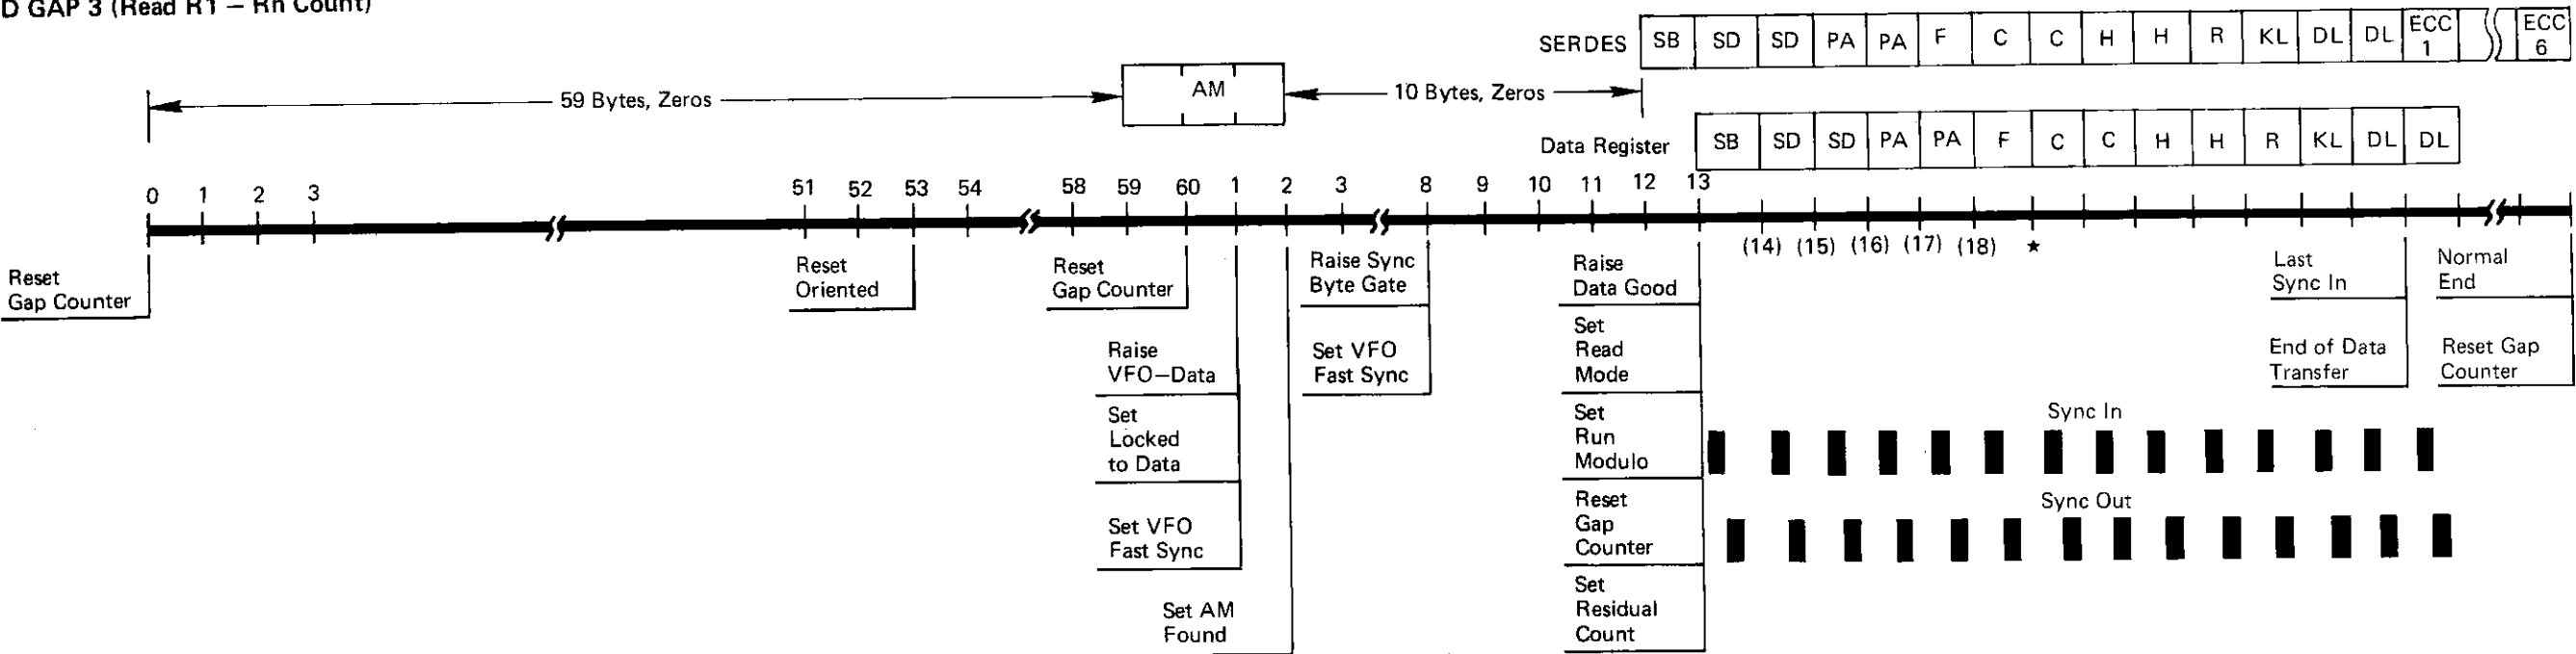 D GAP 3 (Read R1 – Rn Count)
SERDES SB SD SD PA PA F C C H H R KL DL DL ECC 1 ECC 6
59 Bytes, Zeros AM 10 Bytes, Zeros
Data Register SB SD SD PA PA F C C H H R KL DL DL
0 1 2 3 51 52 53 54 58 59 60 1 2 3 8 9 10 11 12 13
(14) (15) (16) (17) (18) ★
Reset
Gap Counter
Reset
Oriented
Reset
Gap Counter
Raise
VFO–Data
Set
Locked
to Data
Set VFO
Fast Sync
Set AM
Found
Raise Sync
Byte Gate
Set VFO
Fast Sync
Raise
Data Good
Set
Read
Mode
Set
Run
Modulo
Reset
Gap
Counter
Set
Residual
Count
Last
Sync In
End of Data
Transfer
Normal
End
Reset Gap
Counter
Sync In
Sync Out